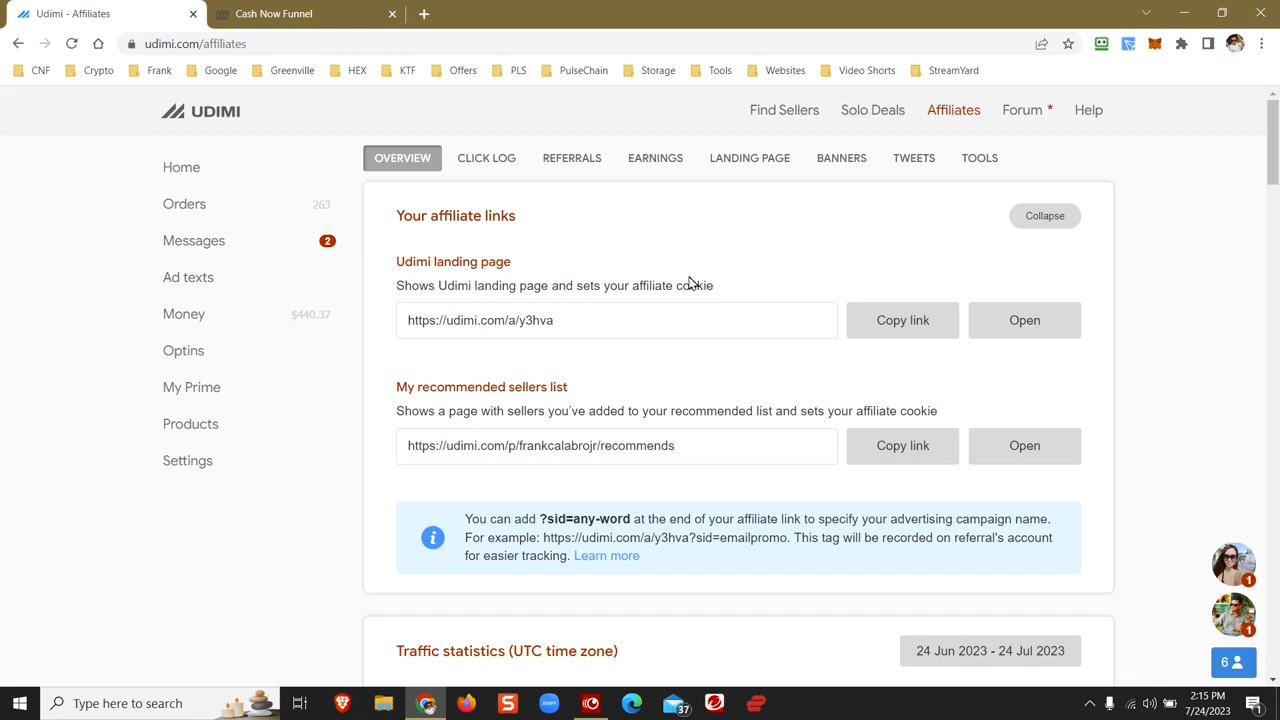 Udimi - Affiliates
Cash Now Funnel
udimi.com/affiliates
CNF
Crypto
Frank
Google
Greenville
HEX
KTF
Offers
PLS
PulseChain
Storage
Tools
Websites
Video Shorts
StreamYard
UDIMI
Find Sellers
Solo Deals
Affiliates
Forum *
Help
Home
Orders 263
Messages 2
Ad texts
Money $440.37
Optins
My Prime
Products
Settings
OVERVIEW
CLICK LOG
REFERRALS
EARNINGS
LANDING PAGE
BANNERS
TWEETS
TOOLS
Your affiliate links
Collapse
Udimi landing page
Shows Udimi landing page and sets your affiliate cookie
https://udimi.com/a/y3hva
Copy link
Open
My recommended sellers list
Shows a page with sellers you've added to your recommended list and sets your affiliate cookie
https://udimi.com/p/frankcalabrojr/recommends
Copy link
Open
You can add ?sid=any-word at the end of your affiliate link to specify your advertising campaign name.
For example: https://udimi.com/a/y3hva?sid=emailpromo. This tag will be recorded on referral's account
for easier tracking. Learn more
Traffic statistics (UTC time zone)
24 Jun 2023 - 24 Jul 2023
1
1
6
Type here to search
37
2:15 PM
7/24/2023
1